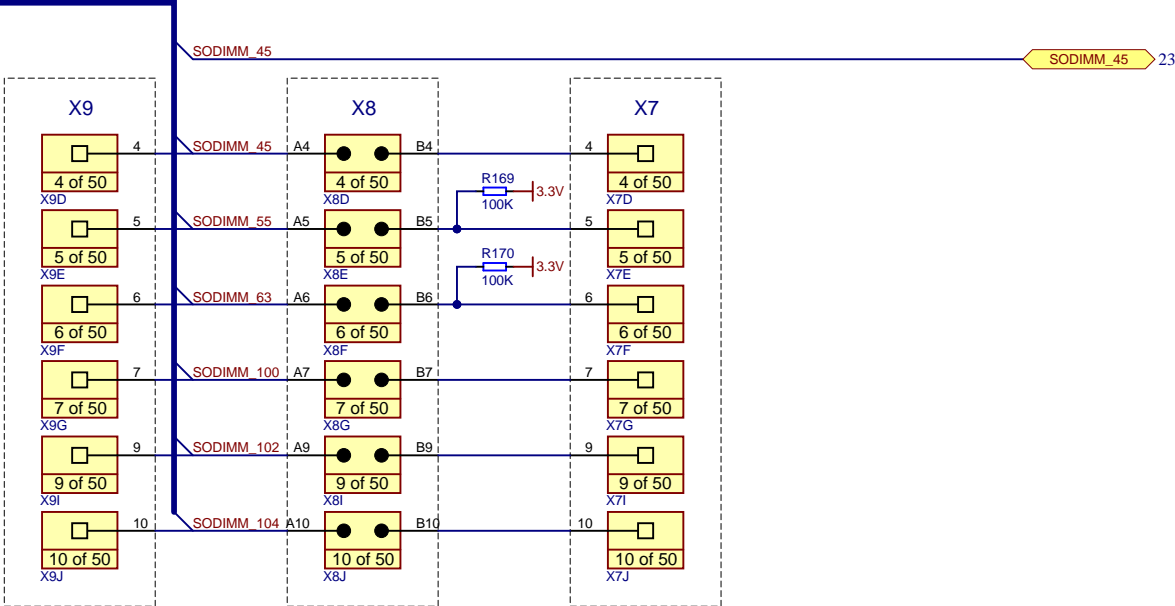 SODIMM_45
SODIMM_45 23
X9 X8 X7
4 SODIMM_45 A4 B4 4
4 of 50 4 of 50 4 of 50
X9D X8D X7D
R169
3.3V
100K
5 SODIMM_55 A5 B5 5
5 of 50 5 of 50 5 of 50
X9E X8E X7E
R170
3.3V
100K
6 SODIMM_63 A6 B6 6
6 of 50 6 of 50 6 of 50
X9F X8F X7F
7 SODIMM_100 A7 B7 7
7 of 50 7 of 50 7 of 50
X9G X8G X7G
9 SODIMM_102 A9 B9 9
9 of 50 9 of 50 9 of 50
X9I X8I X7I
10 SODIMM_104 A10 B10 10
10 of 50 10 of 50 10 of 50
X9J X8J X7J